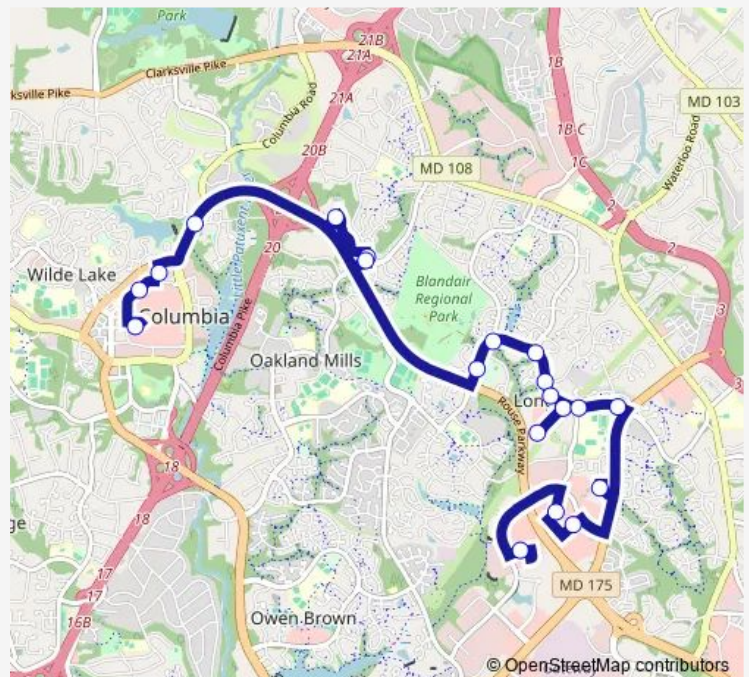 Park
21B
21A
Clarksville Pike
ksville Pike
1B
21A
MD 103
Columbia Road
1B C
20B
Waterloo Road
MD 108
1C
2
2
20
Little Patuxent
Wilde Lake
Blandair
Regional
Park
3
Columbia
Columbia Pike
Oakland Mills
3
Lon
Rouse Parkway
18
ge
18
MD 175
17
17
Owen Brown
16B
© OpenStreetMap contributors